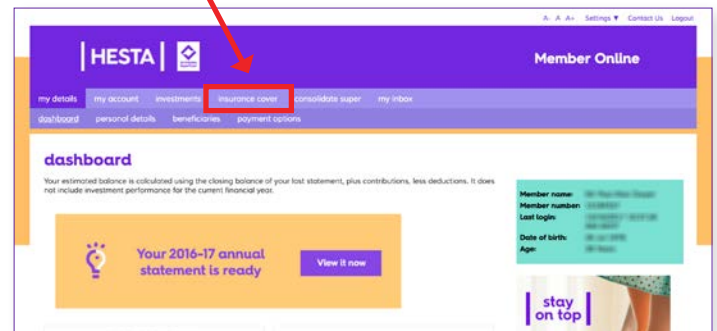 A- A A+ Settings ▼ Contact Us Logout
HESTA
Member Online
my details my account investments insurance cover consolidate super my inbox
dashboard personal details beneficiaries payment options
dashboard
Your estimated balance is calculated using the closing balance of your last statement, plus contributions, less deductions. It does
not include investment performance for the current financial year.
Member name:
Member number:
Last login:
Date of birth:
Age:
Your 2016-17 annual
statement is ready
View it now
stay
on top